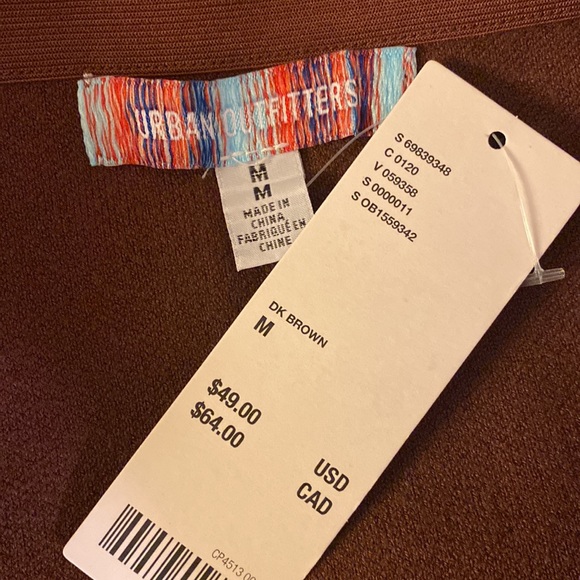 URBAN OUTFITTERS
M
M
MADE IN
CHINA
FABRIQUÉ EN
CHINE
S 69839348
C 0120
V 059358
S 0000011
S OB1559342
DK BROWN
M
$49.00 USD
$64.00 CAD